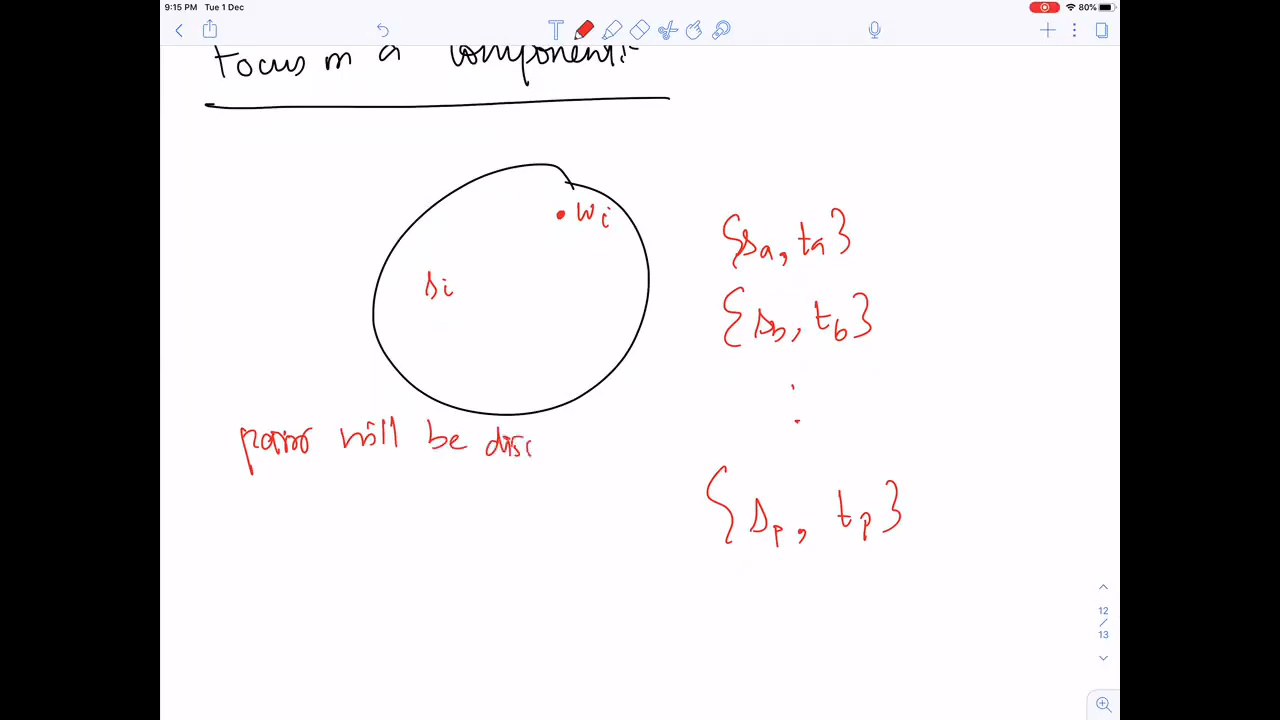 9:15 PM Tue 1 Dec 80%
Focus on a component:
wi
si
{sa, ta}
{sb, tb}
:
pairs will be disc
{sp, tp}
12
/
13